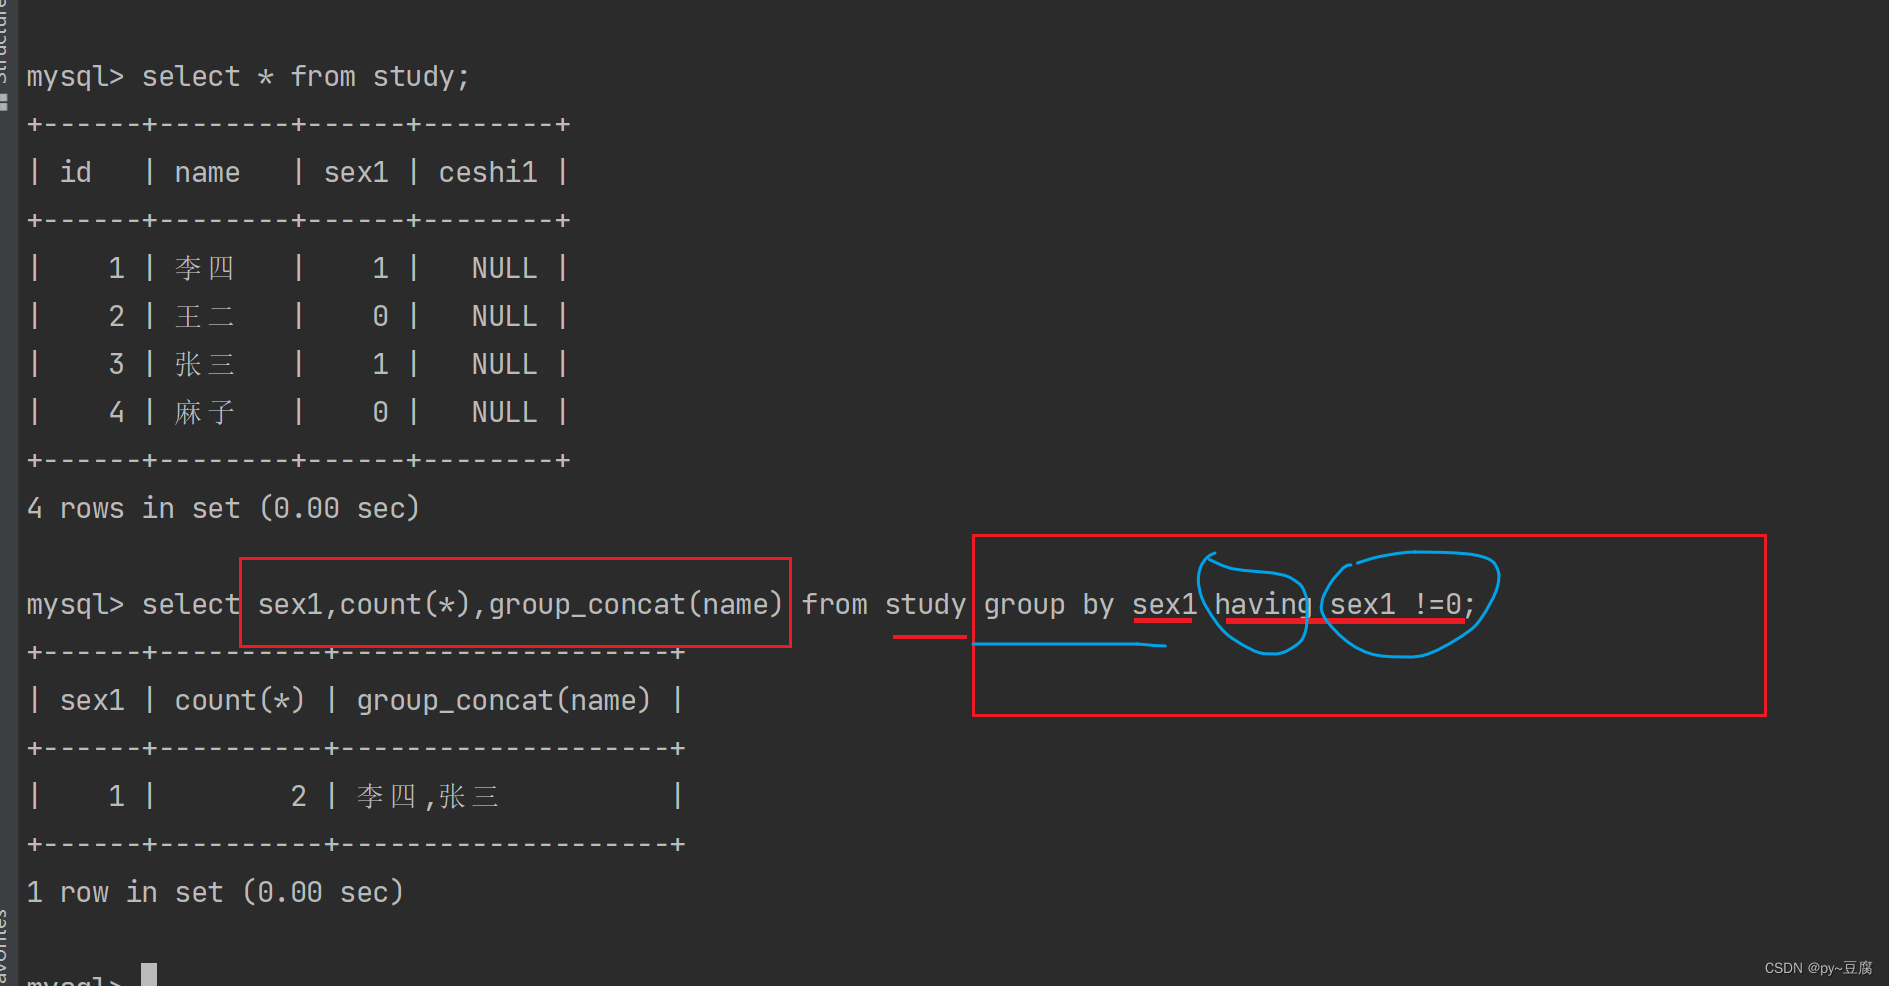 Structure
mysql> select * from study;
+------+--------+------+--------+
| id   | name   | sex1 | ceshi1 |
+------+--------+------+--------+
|    1 | 李四   |    1 |   NULL |
|    2 | 王二   |    0 |   NULL |
|    3 | 张三   |    1 |   NULL |
|    4 | 麻子   |    0 |   NULL |
+------+--------+------+--------+
4 rows in set (0.00 sec)
mysql> select sex1,count(*),group_concat(name) from study group by sex1 having sex1 !=0;
+------+----------+--------------------+
| sex1 | count(*) | group_concat(name) |
+------+----------+--------------------+
|    1 |        2 | 李四,张三          |
+------+----------+--------------------+
1 row in set (0.00 sec)
mysql>
avorites
CSDN @py~豆腐